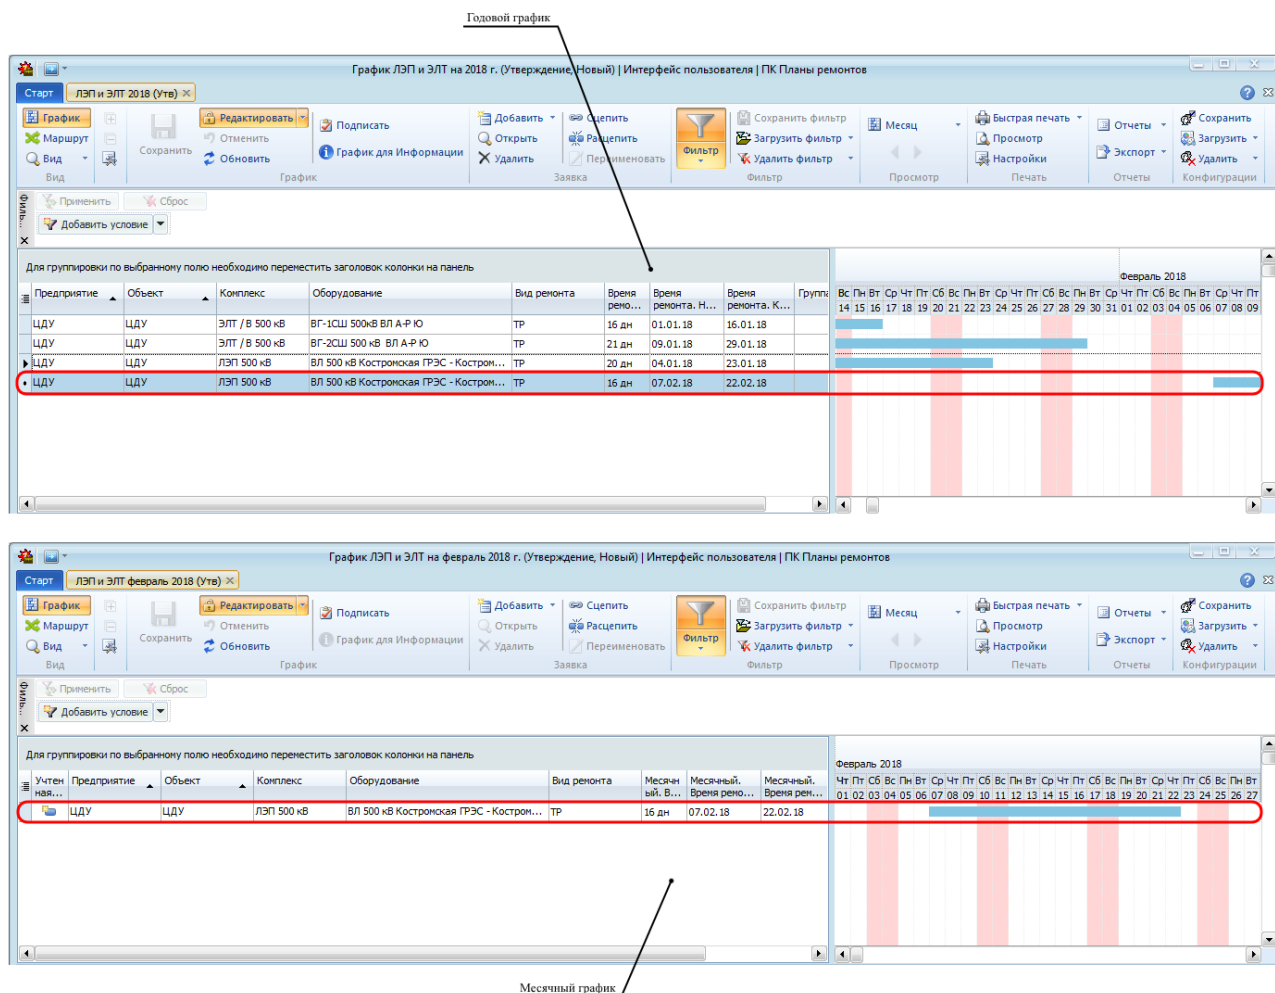 Годовой график
График ЛЭП и ЭЛТ на 2018 г. (Утверждение, Новый) | Интерфейс пользователя | ПК Планы ремонтов
Старт ЛЭП и ЭЛТ 2018 (Утв)
График Редактировать Добавить Сцепить Сохранить фильтр Быстрая печать Сохранить
Подписать Месяц Отчеты
Маршрут Отменить Открыть Расцепить Загрузить фильтр Просмотр Загрузить
Сохранить График для Информации Фильтр Экспорт
Вид Обновить Удалить Переименовать Удалить фильтр Настройки Удалить
Вид График Заявка Фильтр Просмотр Печать Отчеты Конфигурации
Филь...
Применить Сброс
Добавить условие
Для группировки по выбранному полю необходимо переместить заголовок колонки на панель
Февраль 2018
Предприятие Объект Комплекс Оборудование Вид ремонта Время ремо... Время ремонта. Н... Время ремонта. К... Группа
Вс Пн Вт Ср Чт Пт Сб Вс Пн Вт Ср Чт Пт Сб Вс Пн Вт Ср Чт Пт Сб Вс Пн Вт Ср Чт Пт
14 15 16 17 18 19 20 21 22 23 24 25 26 27 28 29 30 31 01 02 03 04 05 06 07 08 09
ЦДУ ЦДУ ЭЛТ / В 500 кВ ВГ-1СШ 500кВ ВЛ А-Р Ю ТР 16 дн 01.01.18 16.01.18
ЦДУ ЦДУ ЭЛТ / В 500 кВ ВГ-2СШ 500 кВ ВЛ А-Р Ю ТР 21 дн 09.01.18 29.01.18
ЦДУ ЦДУ ЛЭП 500 кВ ВЛ 500 кВ Костромская ГРЭС - Костром... ТР 20 дн 04.01.18 23.01.18
ЦДУ ЦДУ ЛЭП 500 кВ ВЛ 500 кВ Костромская ГРЭС - Костром... ТР 16 дн 07.02.18 22.02.18
График ЛЭП и ЭЛТ на февраль 2018 г. (Утверждение, Новый) | Интерфейс пользователя | ПК Планы ремонтов
Старт ЛЭП и ЭЛТ февраль 2018 (Утв)
График Редактировать Добавить Сцепить Сохранить фильтр Быстрая печать Сохранить
Подписать Месяц Отчеты
Маршрут Отменить Открыть Расцепить Загрузить фильтр Просмотр Загрузить
Сохранить График для Информации Фильтр Экспорт
Вид Обновить Удалить Переименовать Удалить фильтр Настройки Удалить
Вид График Заявка Фильтр Просмотр Печать Отчеты Конфигурации
Филь...
Применить Сброс
Добавить условие
Для группировки по выбранному полю необходимо переместить заголовок колонки на панель
Февраль 2018
Учтен ная... Предприятие Объект Комплекс Оборудование Вид ремонта Месячн ый. В... Месячный. Время ремо... Месячный. Время рем...
Чт Пт Сб Вс Пн Вт Ср Чт Пт Сб Вс Пн Вт Ср Чт Пт Сб Вс Пн Вт Ср Чт Пт Сб Вс Пн Вт
01 02 03 04 05 06 07 08 09 10 11 12 13 14 15 16 17 18 19 20 21 22 23 24 25 26 27
ЦДУ ЦДУ ЛЭП 500 кВ ВЛ 500 кВ Костромская ГРЭС - Костром... ТР 16 дн 07.02.18 22.02.18
Месячный график